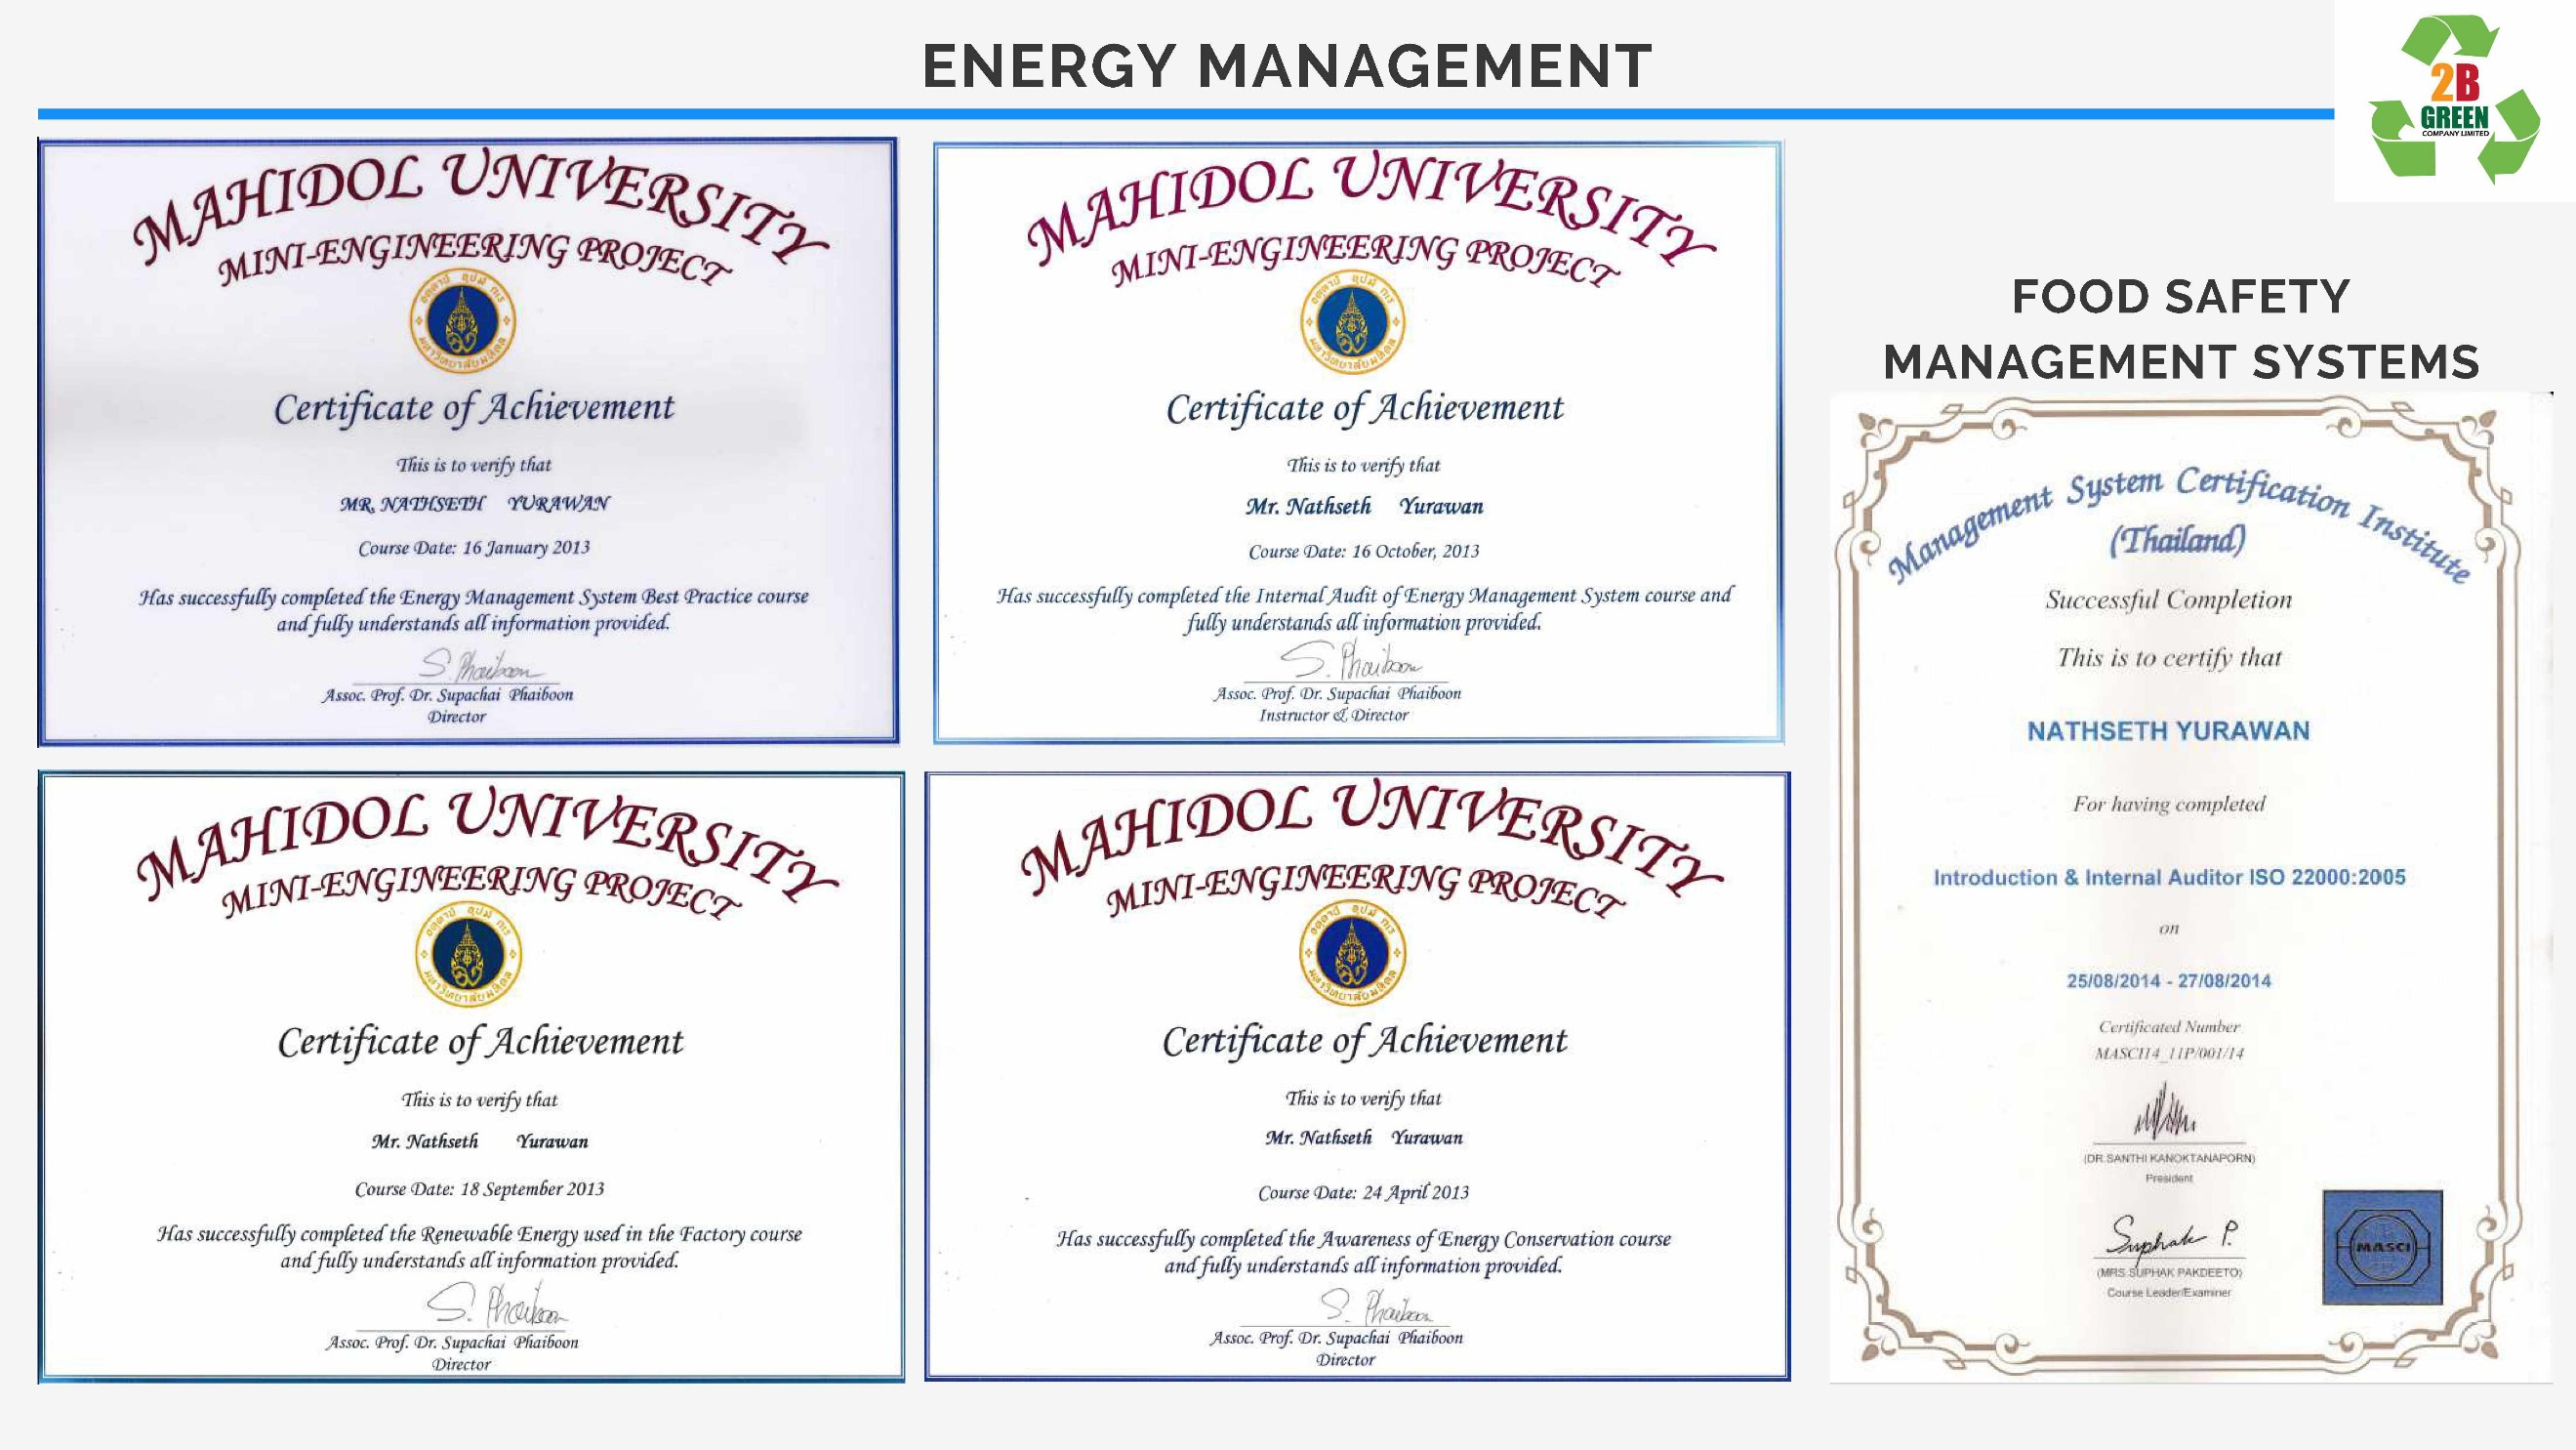 ENERGY MANAGEMENT
2B
GREEN
COMPANY LIMITED
MAHIDOL UNIVERSITY
MINI-ENGINEERING PROJECT
Certificate of Achievement
This is to verify that
MR. NATHSETH YURAWAN
Course Date: 16 January 2013
Has successfully completed the Energy Management System Best Practice course
and fully understands all information provided.
S. Phaiboon
Assoc. Prof. Dr. Supachai Phaiboon
Director
MAHIDOL UNIVERSITY
MINI-ENGINEERING PROJECT
Certificate of Achievement
This is to verify that
Mr. Nathseth Yurawan
Course Date: 16 October, 2013
Has successfully completed the Internal Audit of Energy Management System course and
fully understands all information provided.
S. Phaiboon
Assoc. Prof. Dr. Supachai Phaiboon
Instructor & Director
MAHIDOL UNIVERSITY
MINI-ENGINEERING PROJECT
Certificate of Achievement
This is to verify that
Mr. Nathseth Yurawan
Course Date: 18 September 2013
Has successfully completed the Renewable Energy used in the Factory course
and fully understands all information provided.
S. Phaiboon
Assoc. Prof. Dr. Supachai Phaiboon
Director
MAHIDOL UNIVERSITY
MINI-ENGINEERING PROJECT
Certificate of Achievement
This is to verify that
Mr. Nathseth Yurawan
Course Date: 24 April 2013
Has successfully completed the Awareness of Energy Conservation course
and fully understands all information provided.
S. Phaiboon
Assoc. Prof. Dr. Supachai Phaiboon
Director
FOOD SAFETY
MANAGEMENT SYSTEMS
Management System Certification Institute
(Thailand)
Successful Completion
This is to certify that
NATHSETH YURAWAN
For having completed
Introduction & Internal Auditor ISO 22000:2005
on
25/08/2014 - 27/08/2014
Certificated Number
MASCI14_11P/001/14
(DR.SANTHI KANOKTANAPORN)
President
Suphak P.
(MRS.SUPHAK PAKDEETO)
Course Leader/Examiner
MASCI